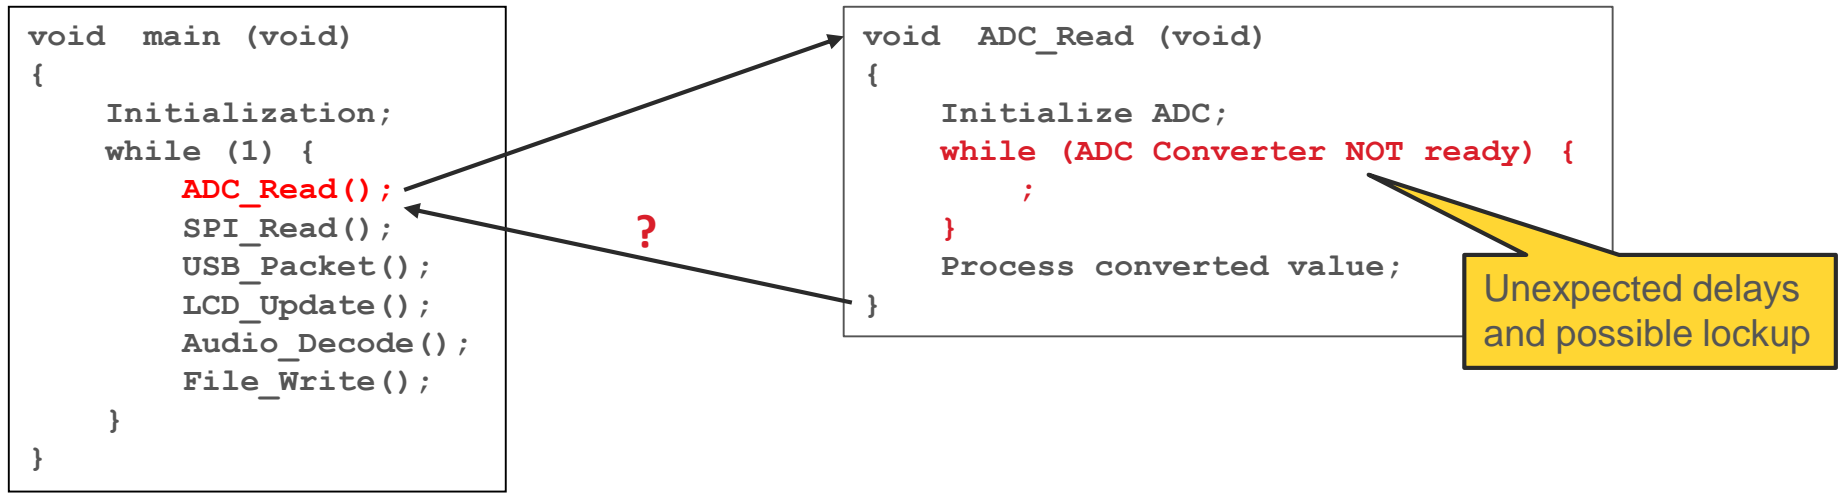 void  main (void)
{
    Initialization;
    while (1) {
        ADC_Read();
        SPI_Read();
        USB_Packet();
        LCD_Update();
        Audio_Decode();
        File_Write();
    }
}
?
void  ADC_Read (void)
{
    Initialize ADC;
    while (ADC Converter NOT ready) {
        ;
    }
    Process converted value;
}
Unexpected delays
and possible lockup